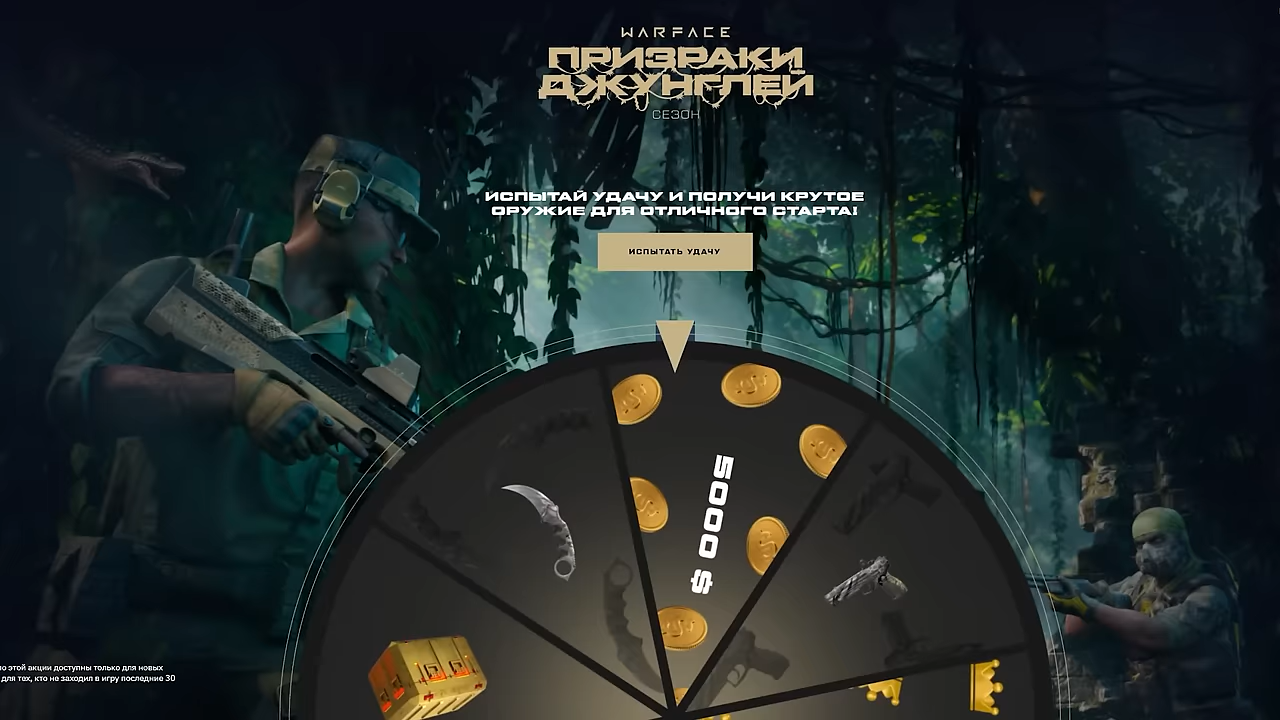 WARFACE
ПРИЗРАКИ
ДЖУНГЛЕЙ
СЕЗОН
ИСПЫТАЙ УДАЧУ И ПОЛУЧИ КРУТОЕ
ОРУЖИЕ ДЛЯ ОТЛИЧНОГО СТАРТА!
ИСПЫТАТЬ УДАЧУ
5000 $
по этой акции доступны только для новых
для тех, кто не заходил в игру последние 30